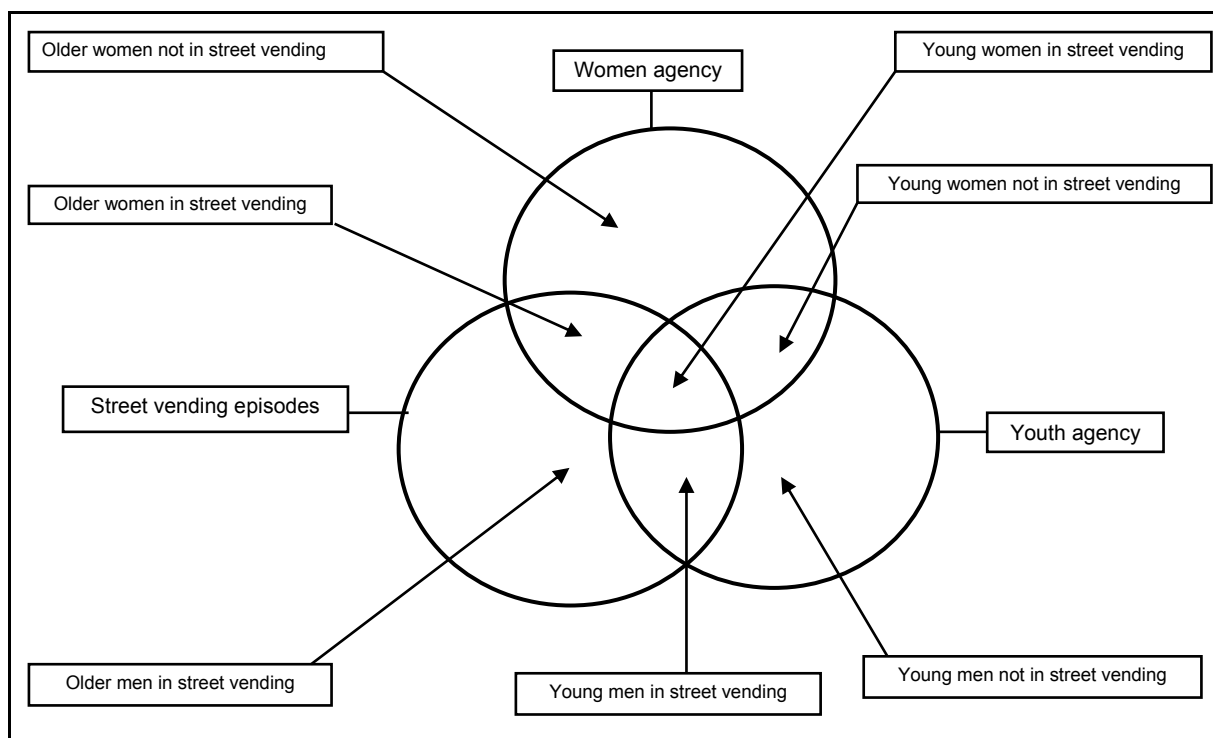 Older women not in street vending
Young women in street vending
Women agency
Older women in street vending
Young women not in street vending
Street vending episodes
Youth agency
Older men in street vending
Young men in street vending
Young men not in street vending